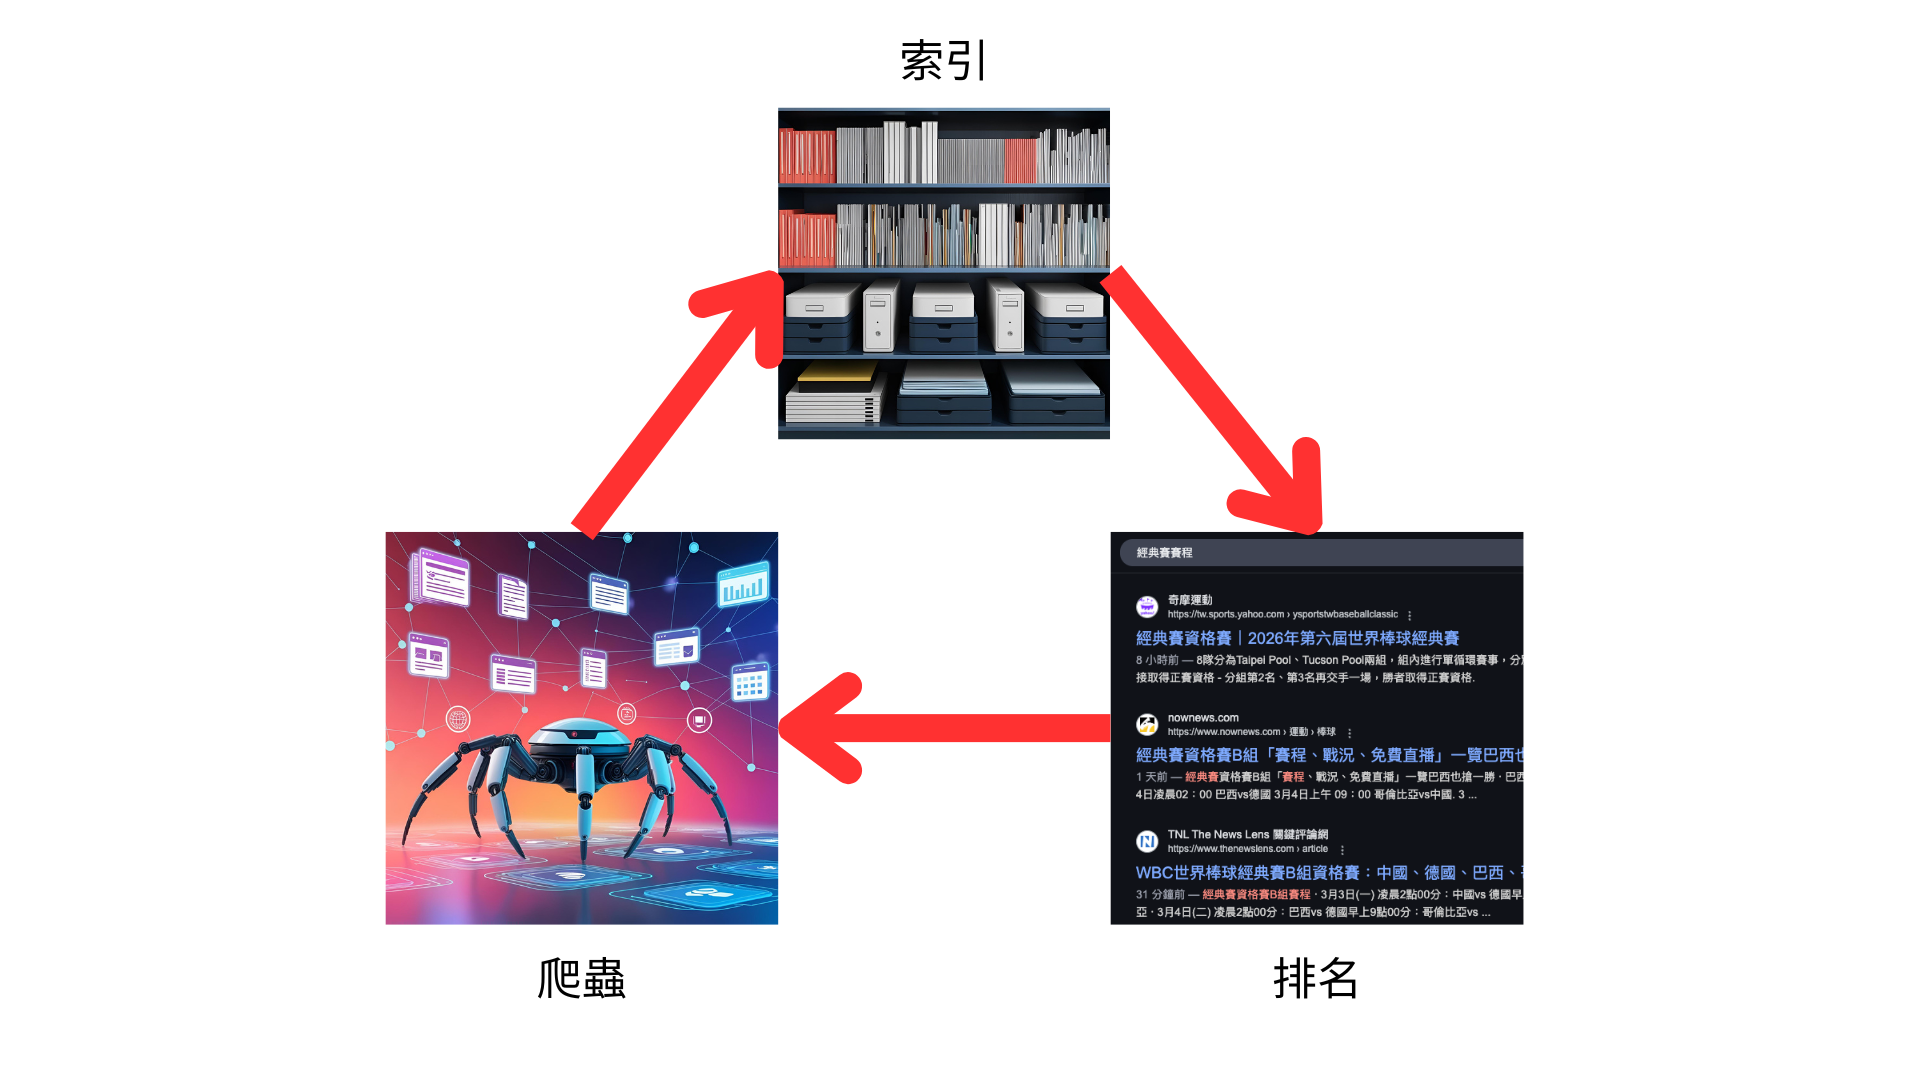 索引
經典賽賽程
奇摩運動
https://tw.sports.yahoo.com › ysportstwbaseballclassic
經典賽資格賽｜2026年第六屆世界棒球經典賽
8 小時前 — 8隊分為Taipei Pool、Tucson Pool兩組，組內進行單循環賽事，分
接取得正賽資格 - 分組第2名、第3名再交手一場，勝者取得正賽資格.
nownews.com
https://www.nownews.com › 運動 › 棒球
經典賽資格賽B組「賽程、戰況、免費直播」一覽巴西也
1 天前 — 經典賽資格賽B組「賽程、戰況、免費直播」一覽巴西也搶一勝 · 巴西
4日凌晨02：00 巴西vs德國 3月4日上午 09：00 哥倫比亞vs中國. 3 ...
TNL The News Lens 關鍵評論網
https://www.thenewslens.com › article
WBC世界棒球經典賽B組資格賽：中國、德國、巴西、
31 分鐘前 — 經典賽資格賽B組賽程 · 3月3日(一) 凌晨2點00分：中國vs 德國早
亞 · 3月4日(二) 凌晨2點00分：巴西vs 德國早上9點00分：哥倫比亞vs ...
爬蟲
排名